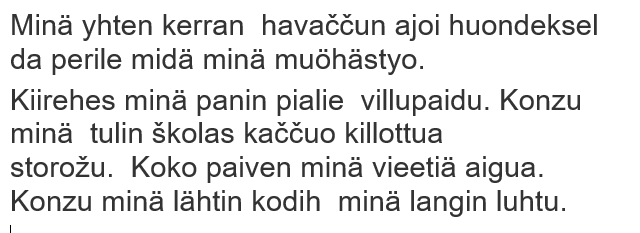 Minä yhten kerran  havaččun ajoi huondeksel
da perile midä minä muöhästyo.
Kiirehes minä panin pialie  villupaidu. Konzu
minä  tulin školas kaččuo killottua
storožu.  Koko paiven minä vieetiä aigua.
Konzu minä lähtin kodih  minä langin luhtu.